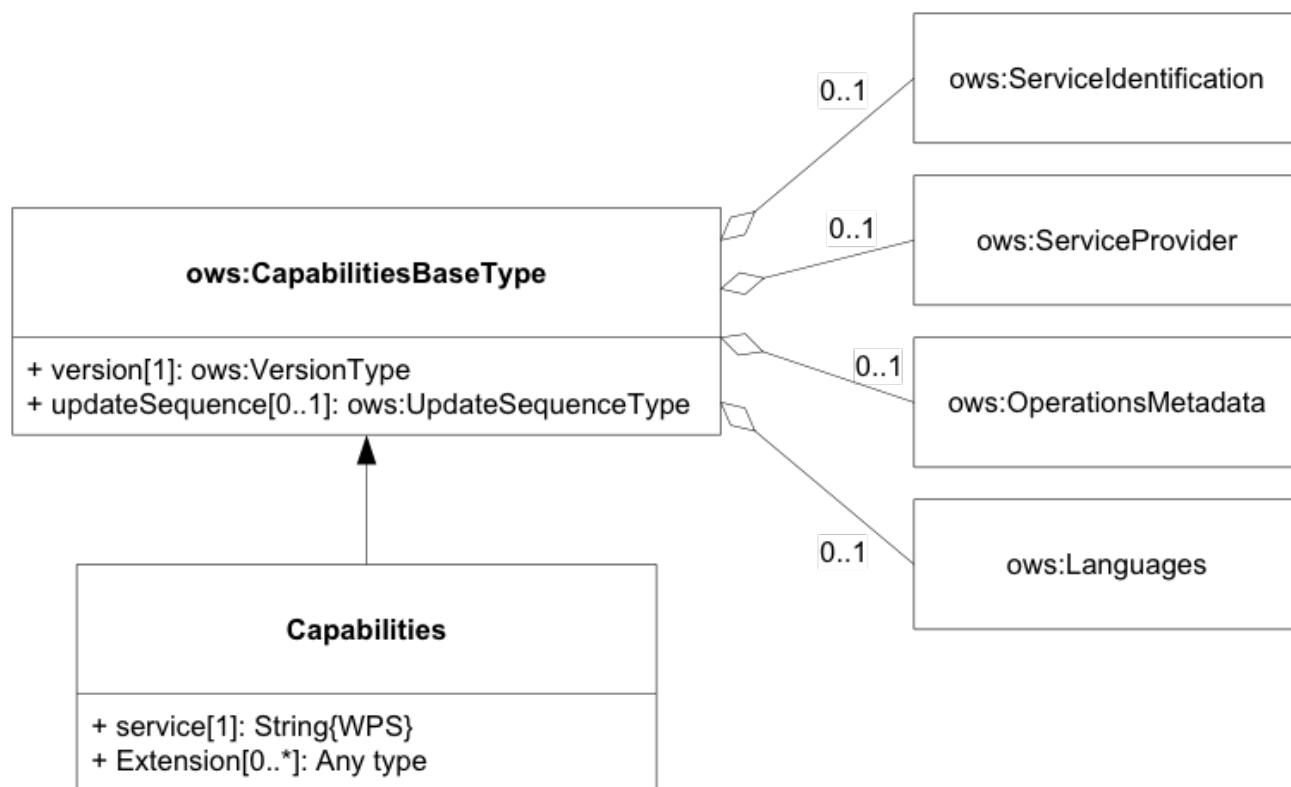 ows:ServiceIdentification
0..1
ows:ServiceProvider
0..1
ows:CapabilitiesBaseType
+ version[1]: ows:VersionType
+ updateSequence[0..1]: ows:UpdateSequenceType
0..1
ows:OperationsMetadata
0..1
ows:Languages
Capabilities
+ service[1]: String{WPS}
+ Extension[0..*]: Any type